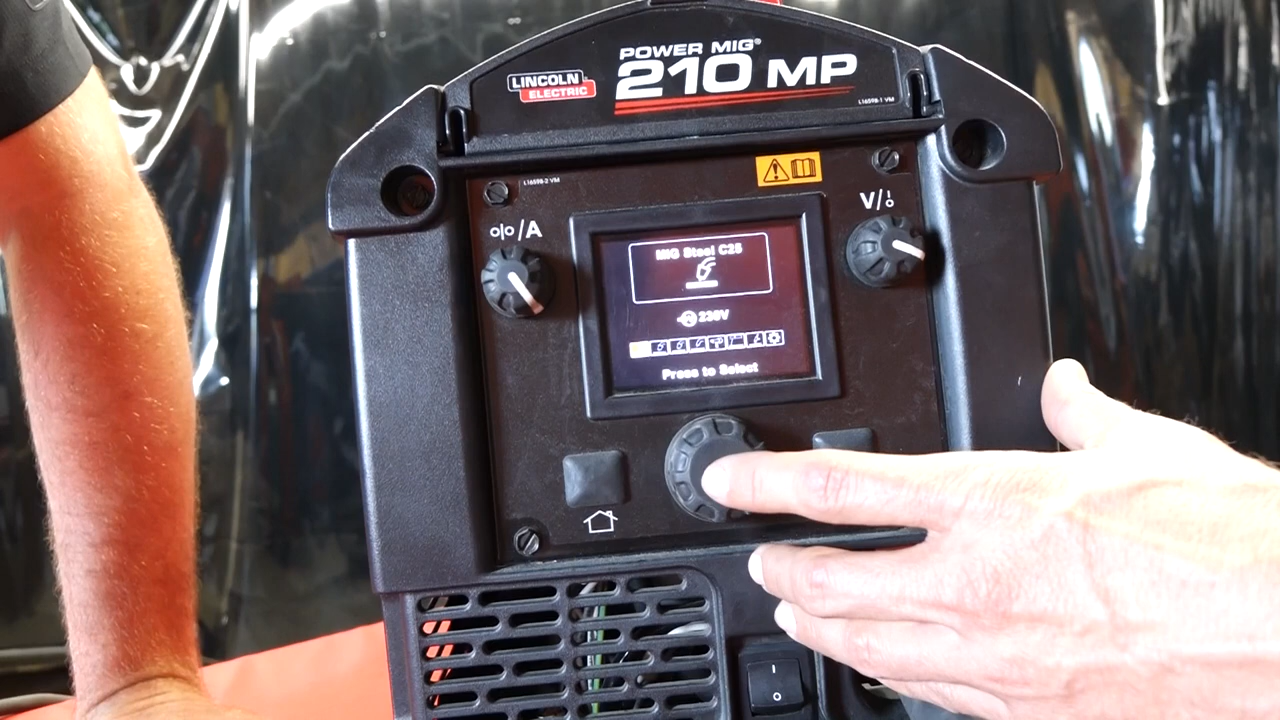 POWER MIG®
LINCOLN
ELECTRIC
210 MP
L16598-1 VM
L16598-2 VM
o|o/A
V/
MIG Steel C25
230V
Press to Select
I
O